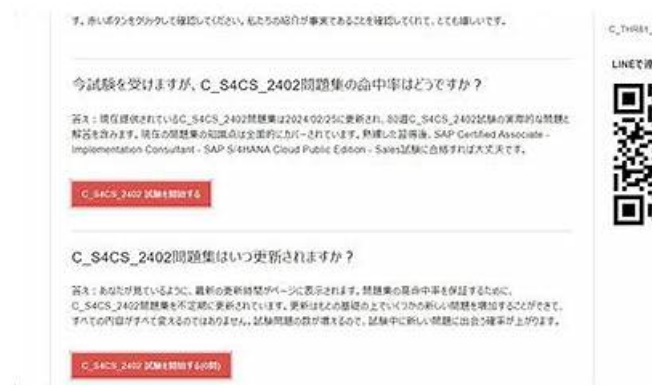 す。赤いボタンをクリックして確認してください。私たちの紹介が事実であることを確認してくれて、とても嬉しいです。
C_THR81_
LINEで連
今試験を受けますが、C_S4CS_2402問題集の命中率はどうですか？
答え：現在提供されているC_S4CS_2402問題集は2024/02/25に更新され、80道C_S4CS_2402試験の実際的な問題と
解答を含みます。現在の問題集の知識点は全面的にカバーされています。熟練した習得後、SAP Certified Associate -
Implementation Consultant - SAP S/4HANA Cloud Public Edition - Sales試験に合格すれば大丈夫です。
C_S4CS_2402 試験を開始する
C_S4CS_2402問題集はいつ更新されますか？
答え：あなたが見ているように、最新の更新時間がページに表示されます。問題集の高命中率を保証するために、
C_S4CS_2402問題集を不定期に更新されています。更新はもとの基礎の上でいくつかの新しい問題を増加することができて、
すべての内容がすべて変えるのではありません。試験問題の数が増えるので、試験中に新しい問題に出会う確率が上がります。
C_S4CS_2402 試験を開始する(0問)